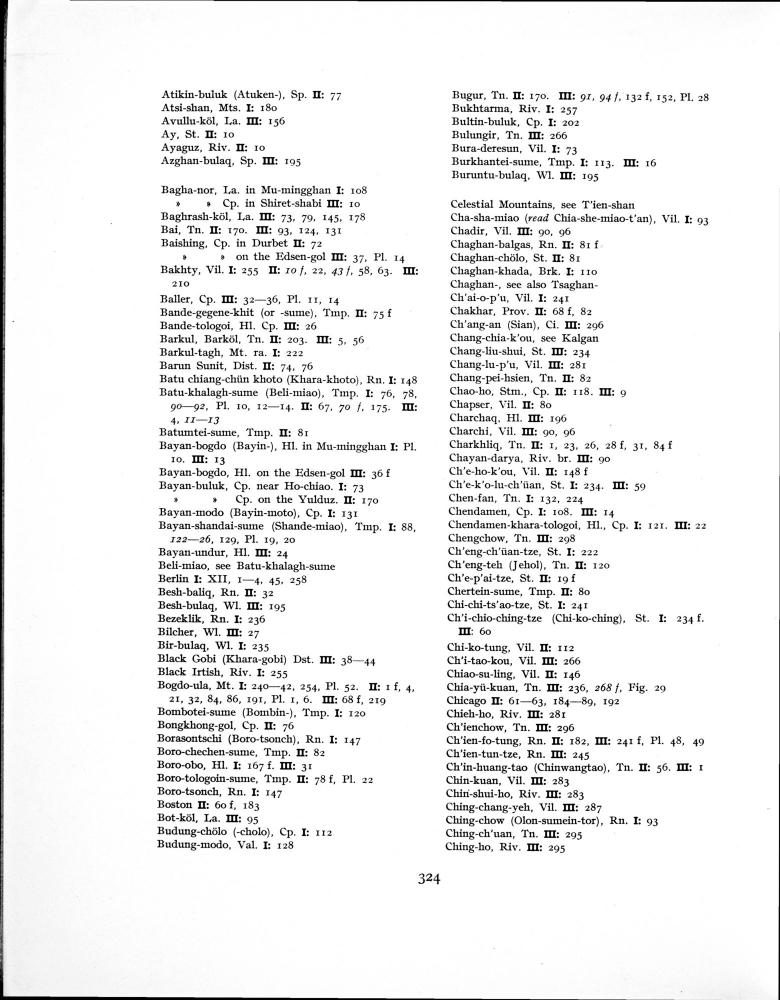 Atikin-buluk (Atuken-), Sp. II: 77
Atsi-shan, Mts. I: 180
Avullu-köl, La. III: 156
Ay, St. II: 10
Ayaguz, Riv. II: 10
Azghan-bulaq, Sp. III: 195
Bagha-nor, La. in Mu-mingghan I: 108
» » Cp. in Shiret-shabi III: 10
Baghrash-köl, La. III: 73, 79, 145, 178
Bai, Tn. II: 170. III: 93, 124, 131
Baishing, Cp. in Durbet II: 72
» » on the Edsen-gol III: 37, Pl. 14
Bakhty, Vil. I: 255 II: 10 f, 22, 43 f, 58, 63. III:
210
Baller, Cp. III: 32—36, Pl. 11, 14
Bande-gegene-khit (or -sume), Tmp. II: 75 f
Bande-tologoi, Hl. Cp. III: 26
Barkul, Barköl, Tn. II: 203. III: 5, 56
Barkul-tagh, Mt. ra. I: 222
Barun Sunit, Dist. II: 74, 76
Batu chiang-chün khoto (Khara-khoto), Rn. I: 148
Batu-khalagh-sume (Beli-miao), Tmp. I: 76, 78,
90—92, Pl. 10, 12—14. II: 67, 70 f, 175. III:
4, 11—13
Batumtei-sume, Tmp. II: 81
Bayan-bogdo (Bayin-), Hl. in Mu-mingghan I: Pl.
10. III: 13
Bayan-bogdo, Hl. on the Edsen-gol III: 36 f
Bayan-buluk, Cp. near Ho-chiao. I: 73
» » Cp. on the Yulduz. II: 170
Bayan-modo (Bayin-moto), Cp. I: 131
Bayan-shandai-sume (Shande-miao), Tmp. I: 88,
122—26, 129, Pl. 19, 20
Bayan-undur, Hl. III: 24
Beli-miao, see Batu-khalagh-sume
Berlin I: XII, 1—4, 45, 258
Besh-baliq, Rn. II: 32
Besh-bulaq, Wl. III: 195
Bezeklik, Rn. I: 236
Bilcher, Wl. III: 27
Bir-bulaq, Wl. I: 235
Black Gobi (Khara-gobi) Dst. III: 38—44
Black Irtish, Riv. I: 255
Bogdo-ula, Mt. I: 240—42, 254, Pl. 52. II: 1 f, 4,
21, 32, 84, 86, 191, Pl. 1, 6. III: 68 f, 219
Bombotei-sume (Bombin-), Tmp. I: 120
Bongkhong-gol, Cp. II: 76
Borasontschi (Boro-tsonch), Rn. I: 147
Boro-chechen-sume, Tmp. II: 82
Boro-obo, Hl. I: 167 f. III: 31
Boro-tologoin-sume, Tmp. II: 78 f, Pl. 22
Boro-tsonch, Rn. I: 147
Boston II: 60 f, 183
Bot-köl, La. III: 95
Budung-chölo (-cholo), Cp. I: 112
Budung-modo, Val. I: 128
Bugur, Tn. II: 170. III: 91, 94 f, 132 f, 152, Pl. 28
Bukhtarma, Riv. I: 257
Bultin-buluk, Cp. I: 202
Bulungir, Tn. III: 266
Bura-deresun, Vil. I: 73
Burkhantei-sume, Tmp. I: 113. III: 16
Buruntu-bulaq, Wl. III: 195
Celestial Mountains, see T'ien-shan
Cha-sha-miao (read Chia-she-miao-t'an), Vil. I: 93
Chadir, Vil. III: 90, 96
Chaghan-balgas, Rn. II: 81 f
Chaghan-chölo, St. II: 81
Chaghan-khada, Brk. I: 110
Chaghan-, see also Tsaghan-
Ch'ai-o-p'u, Vil. I: 241
Chakhar, Prov. II: 68 f, 82
Ch'ang-an (Sian), Ci. III: 296
Chang-chia-k'ou, see Kalgan
Chang-liu-shui, St. III: 234
Chang-lu-p'u, Vil. III: 281
Chang-pei-hsien, Tn. II: 82
Chao-ho, Stm., Cp. II: 118. III: 9
Chapser, Vil. II: 80
Charchaq, Hl. III: 196
Charchi, Vil. III: 90, 96
Charkhliq, Tn. II: 1, 23, 26, 28 f, 31, 84 f
Chayan-darya, Riv. br. III: 90
Ch'e-ho-k'ou, Vil. II: 148 f
Ch'e-k'o-lu-ch'üan, St. I: 234. III: 59
Chen-fan, Tn. I: 132, 224
Chendamen, Cp. I: 108. III: 14
Chendamen-khara-tologoi, Hl., Cp. I: 121. III: 22
Chengchow, Tn. III: 298
Ch'eng-ch'üan-tze, St. I: 222
Ch'eng-teh (Jehol), Tn. II: 120
Ch'e-p'ai-tze, St. II: 19 f
Chertein-sume, Tmp. II: 80
Chi-chi-ts'ao-tze, St. I: 241
Ch'i-chio-ching-tze (Chi-ko-ching), St. I: 234 f.
III: 60
Chi-ko-tung, Vil. II: 112
Ch'i-tao-kou, Vil. III: 266
Chiao-su-ling, Vil. II: 146
Chia-yü-kuan, Tn. III: 236, 268 f, Fig. 29
Chicago II: 61—63, 184—89, 192
Chieh-ho, Riv. III: 281
Ch'ienchow, Tn. III: 296
Ch'ien-fo-tung, Rn. II: 182, III: 241 f, Pl. 48, 49
Ch'ien-tun-tze, Rn. III: 245
Ch'in-huang-tao (Chinwangtao), Tn. II: 56. III: 1
Chin-kuan, Vil. III: 283
Chin-shui-ho, Riv. III: 283
Ching-chang-yeh, Vil. III: 287
Ching-chow (Olon-sumein-tor), Rn. I: 93
Ching-ch'uan, Tn. III: 295
Ching-ho, Riv. III: 295
324